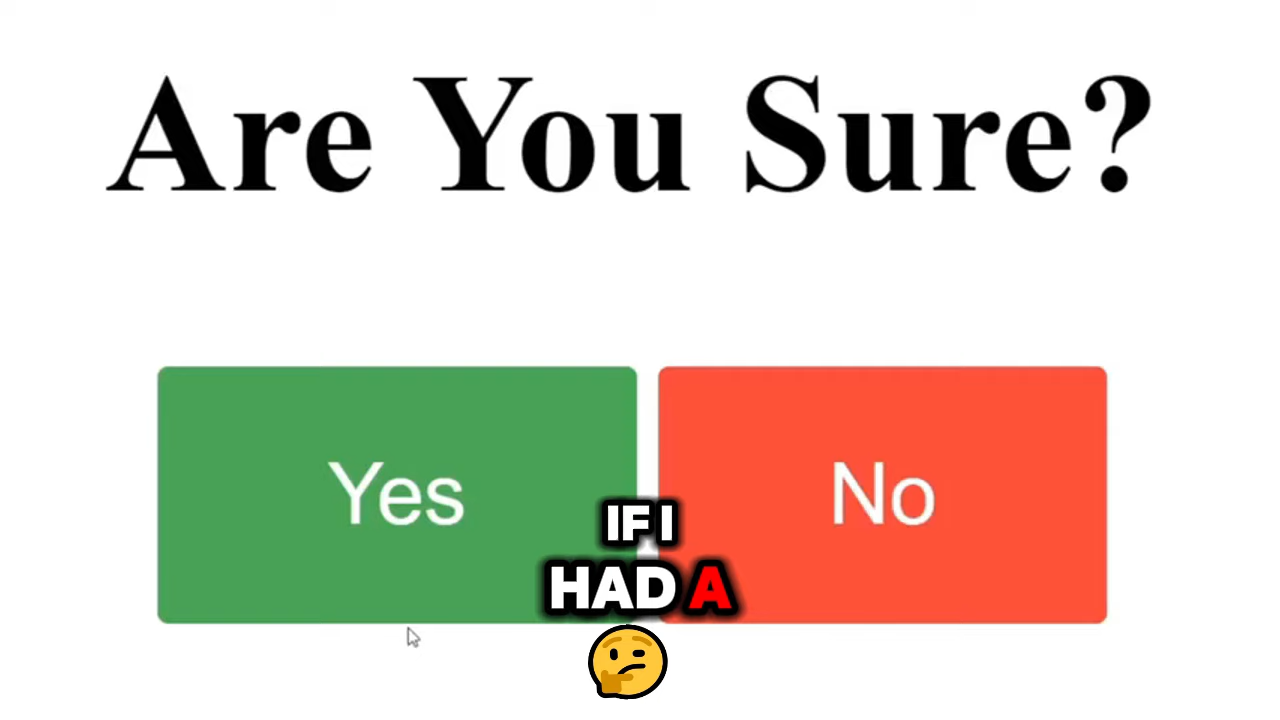 Are You Sure?
Yes
No
IF I
HAD A